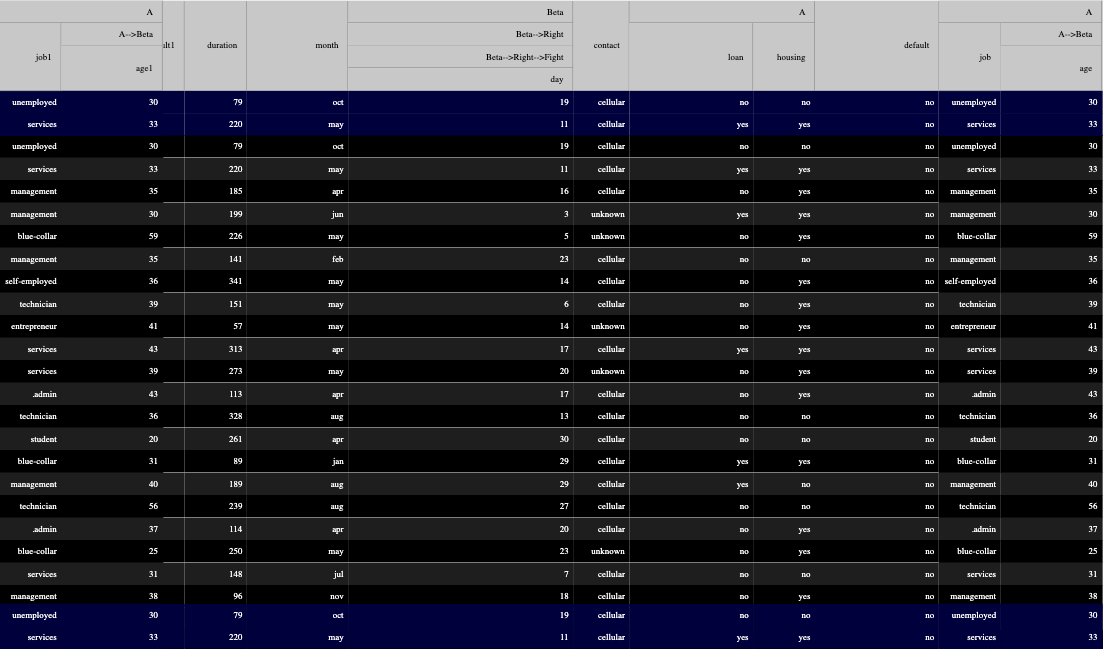 A Beta A A
A-->Beta Beta-->Right A-->Beta
job1 age1 ult1 duration month Beta-->Right-->Fight day contact loan housing default job age
unemployed 30 79 oct 19 cellular no no no unemployed 30
services 33 220 may 11 cellular yes yes no services 33
unemployed 30 79 oct 19 cellular no no no unemployed 30
services 33 220 may 11 cellular yes yes no services 33
management 35 185 apr 16 cellular no yes no management 35
management 30 199 jun 3 unknown yes yes no management 30
blue-collar 59 226 may 5 unknown no yes no blue-collar 59
management 35 141 feb 23 cellular no no no management 35
self-employed 36 341 may 14 cellular no yes no self-employed 36
technician 39 151 may 6 cellular no yes no technician 39
entrepreneur 41 57 may 14 unknown no yes no entrepreneur 41
services 43 313 apr 17 cellular yes yes no services 43
services 39 273 may 20 unknown no yes no services 39
.admin 43 113 apr 17 cellular no yes no .admin 43
technician 36 328 aug 13 cellular no no no technician 36
student 20 261 apr 30 cellular no no no student 20
blue-collar 31 89 jan 29 cellular yes yes no blue-collar 31
management 40 189 aug 29 cellular yes no no management 40
technician 56 239 aug 27 cellular no no no technician 56
.admin 37 114 apr 20 cellular no yes no .admin 37
blue-collar 25 250 may 23 unknown no yes no blue-collar 25
services 31 148 jul 7 cellular no no no services 31
management 38 96 nov 18 cellular no yes no management 38
unemployed 30 79 oct 19 cellular no no no unemployed 30
services 33 220 may 11 cellular yes yes no services 33